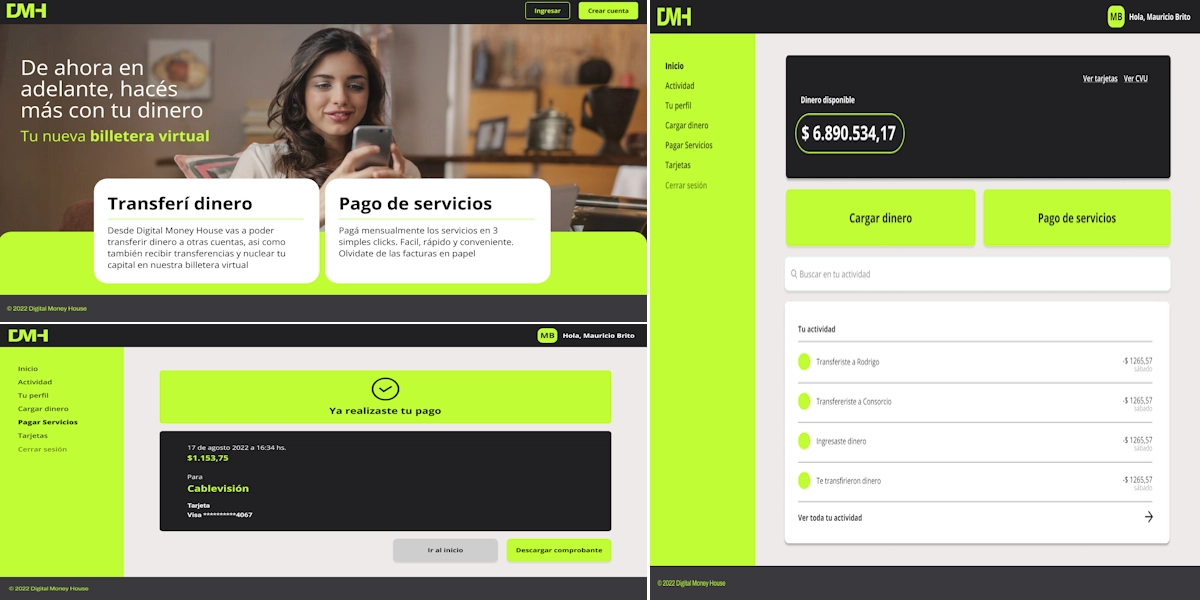 DMH
Ingresar
Crear cuenta
De ahora en
adelante, hacés
más con tu dinero
Tu nueva billetera virtual
Transferí dinero
Desde Digital Money House vas a poder
transferir dinero a otras cuentas, asi como
también recibir transferencias y nuclear tu
capital en nuestra billetera virtual
Pago de servicios
Pagá mensualmente los servicios en 3
simples clicks. Facil, rápido y conveniente.
Olvidate de las facturas en papel
© 2022 Digital Money House
DMH
MB Hola, Mauricio Brito
Inicio
Actividad
Tu perfil
Cargar dinero
Pagar Servicios
Tarjetas
Cerrar sesión
Ya realizaste tu pago
17 de agosto 2022 a 16:34 hs.
$1.153,75
Para
Cablevisión
Tarjeta
Visa **********4067
Ir al inicio
Descargar comprobante
© 2022 Digital Money House
DMH
MB Hola, Mauricio Brito
Inicio
Actividad
Tu perfil
Cargar dinero
Pagar Servicios
Tarjetas
Cerrar sesión
Ver tarjetas Ver CVU
Dinero disponible
$ 6.890.534,17
Cargar dinero
Pago de servicios
Buscar en tu actividad
Tu actividad
Transferiste a Rodrigo -$ 1265,57
sábado
Transfereriste a Consorcio -$ 1265,57
sábado
Ingresaste dinero -$ 1265,57
sábado
Te transfirieron dinero -$ 1265,57
sábado
Ver toda tu actividad
© 2022 Digital Money House